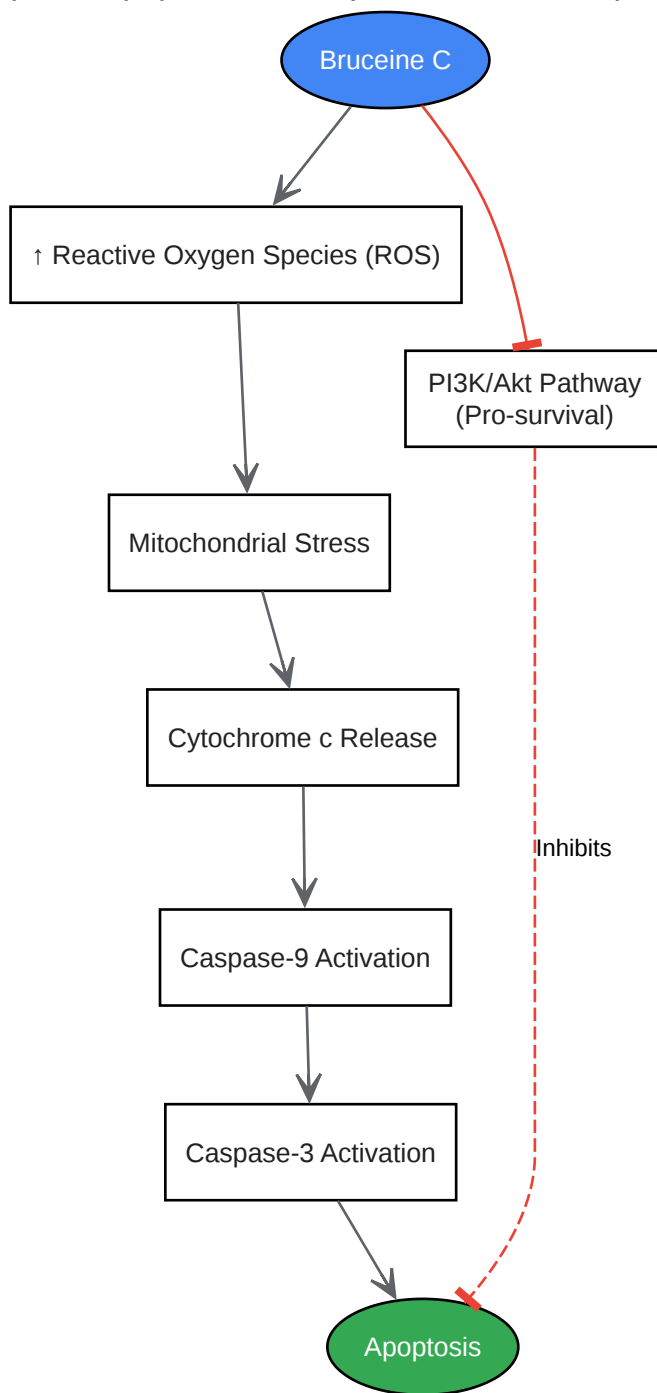 Bruceine C
↑ Reactive Oxygen Species (ROS)
PI3K/Akt Pathway
(Pro-survival)
Mitochondrial Stress
Cytochrome c Release
Inhibits
Caspase-9 Activation
Caspase-3 Activation
Apoptosis